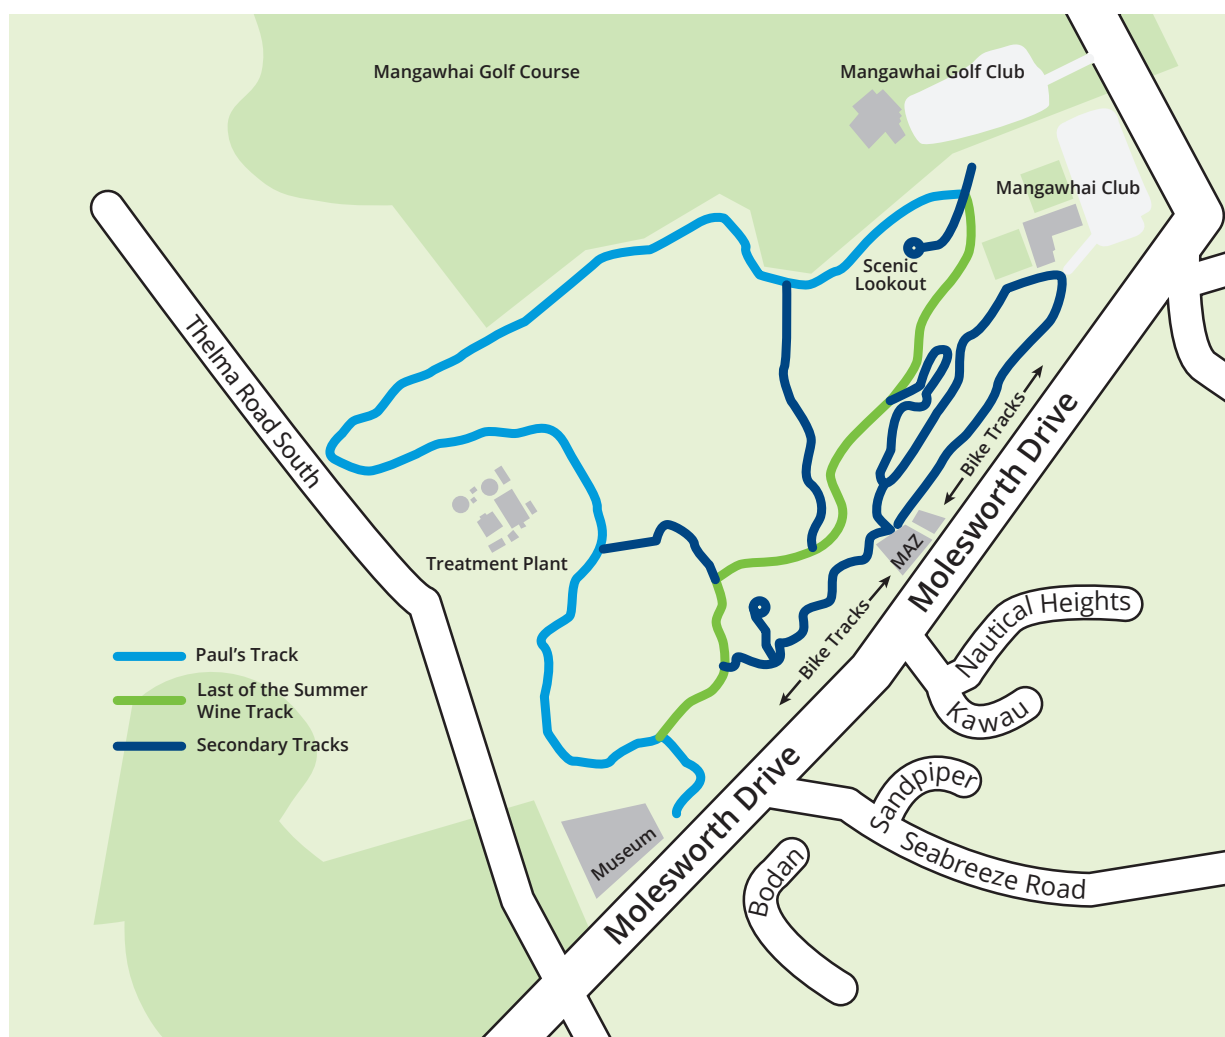 Mangawhai Golf Course
Mangawhai Golf Club
Mangawhai Club
Scenic
Lookout
Thelma Road South
Bike Tracks
Molesworth Drive
Treatment Plant
MAZ
Bike Tracks
Nautical Heights
Kawau
Paul's Track
Last of the Summer
Wine Track
Secondary Tracks
Sandpiper
Seabreeze Road
Molesworth Drive
Museum
Bodan